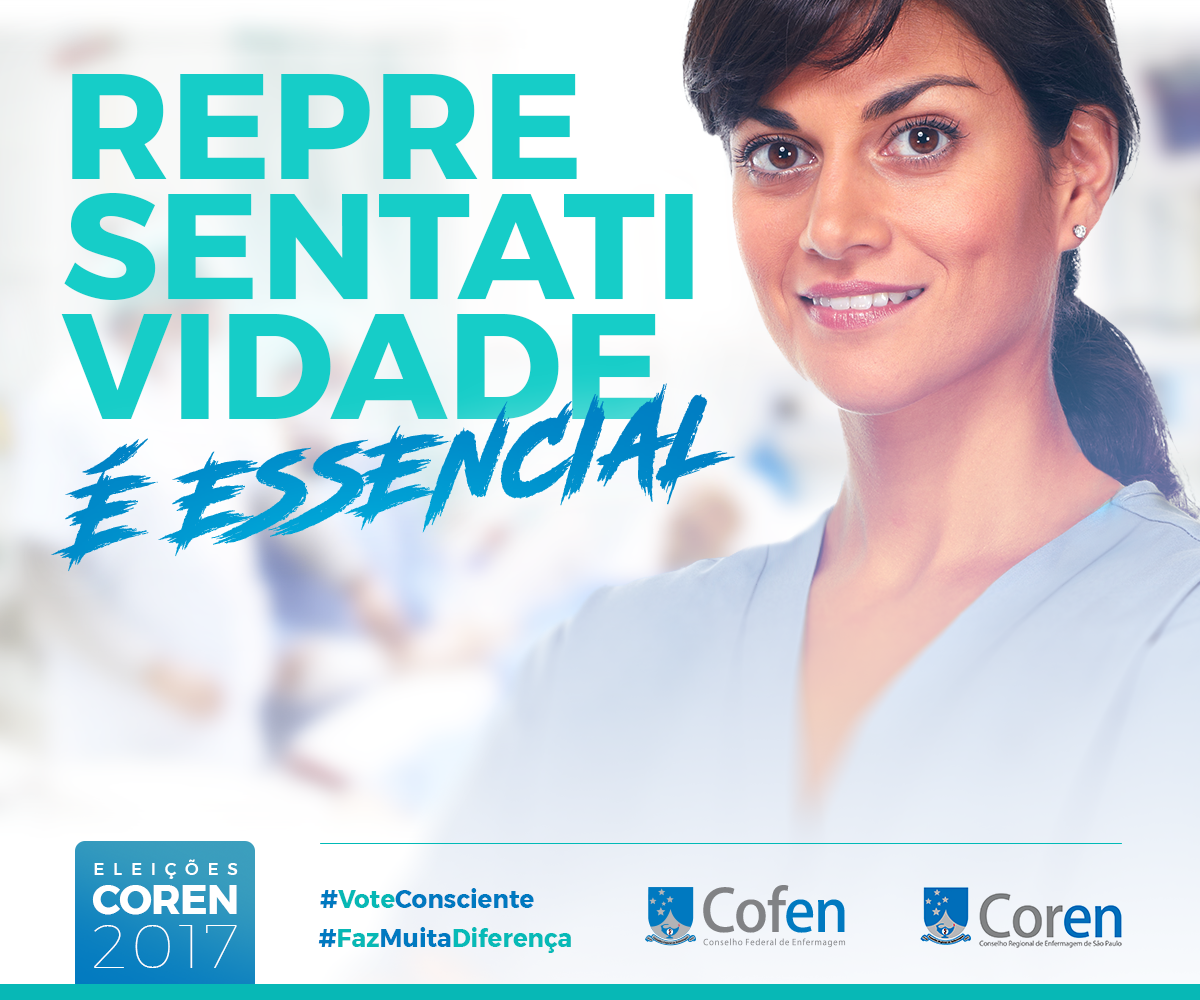 REPRE
SENTATI
VIDADE
É ESSENCIAL
ELEIÇÕES
COREN
2017
#VoteConsciente
#FazMuitaDiferença
Cofen
Conselho Federal de Enfermagem
Coren
Conselho Regional de Enfermagem de São Paulo